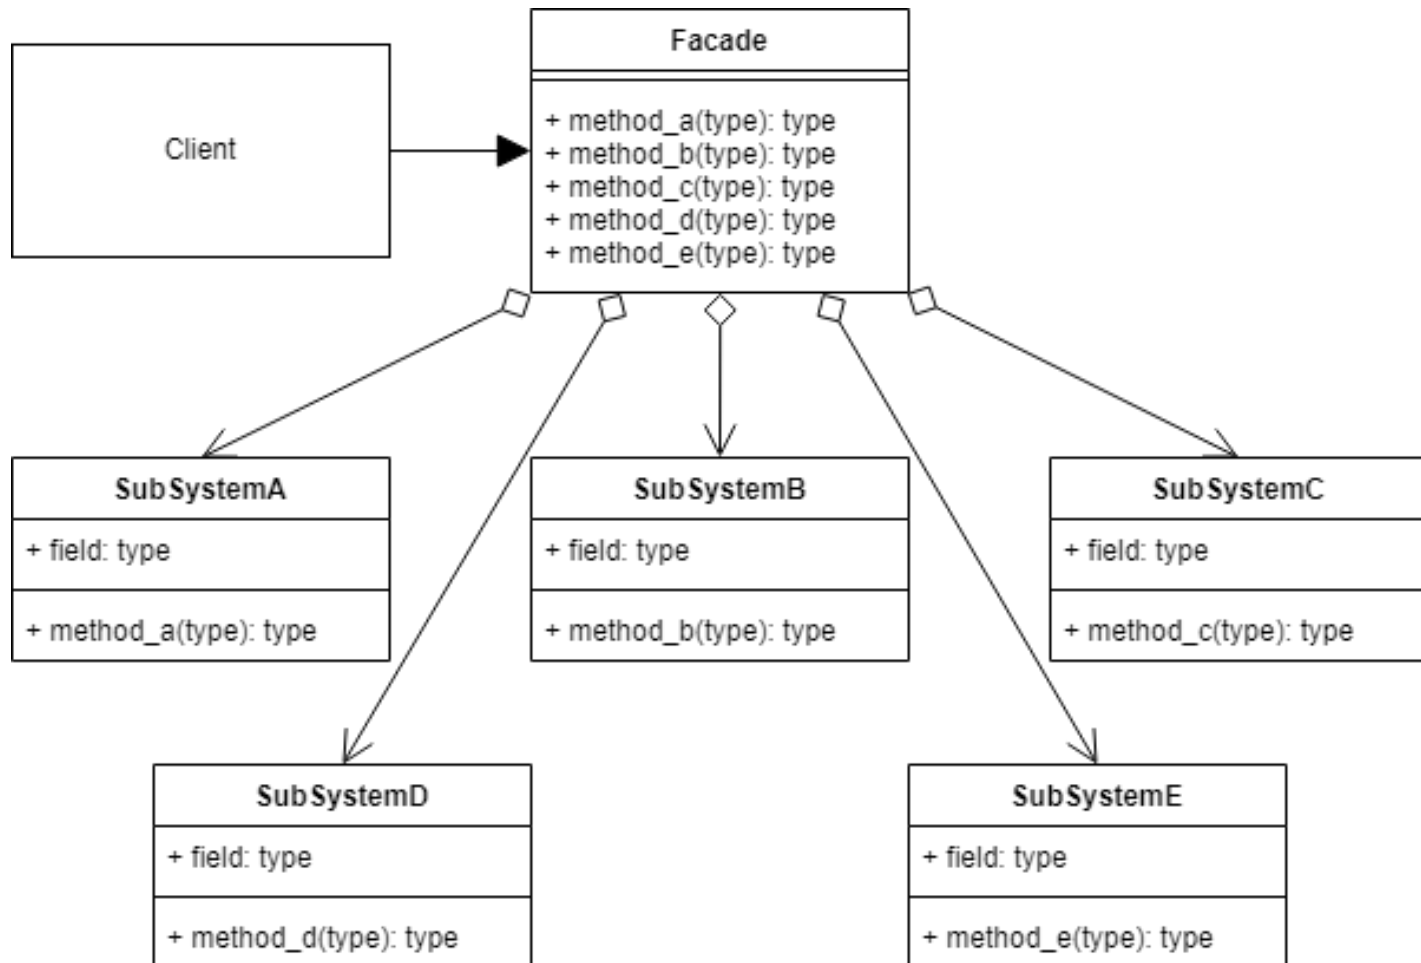 Facade
Client
+ method_a(type): type
+ method_b(type): type
+ method_c(type): type
+ method_d(type): type
+ method_e(type): type
SubSystemA
+ field: type
+ method_a(type): type
SubSystemB
+ field: type
+ method_b(type): type
SubSystemC
+ field: type
+ method_c(type): type
SubSystemD
+ field: type
+ method_d(type): type
SubSystemE
+ field: type
+ method_e(type): type